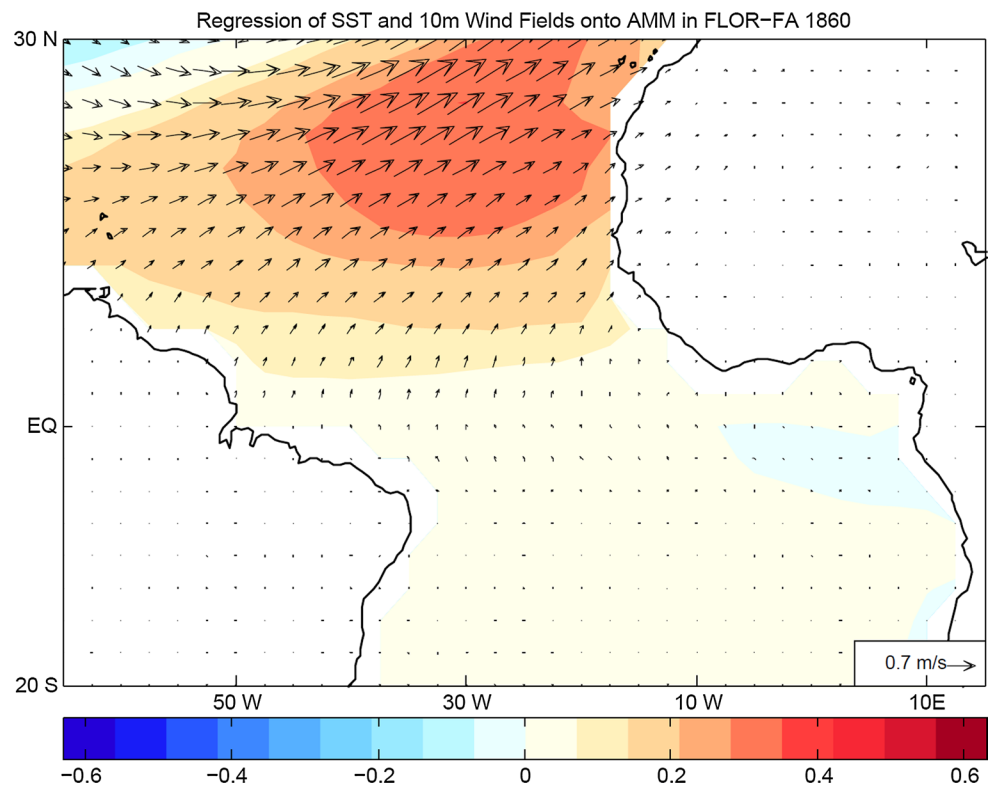 Regression of SST and 10m Wind Fields onto AMM in FLOR−FA 1860
30 N
EQ
0.7 m/s
20 S
50 W 30 W 10 W 10E
−0.6 −0.4 −0.2 0 0.2 0.4 0.6